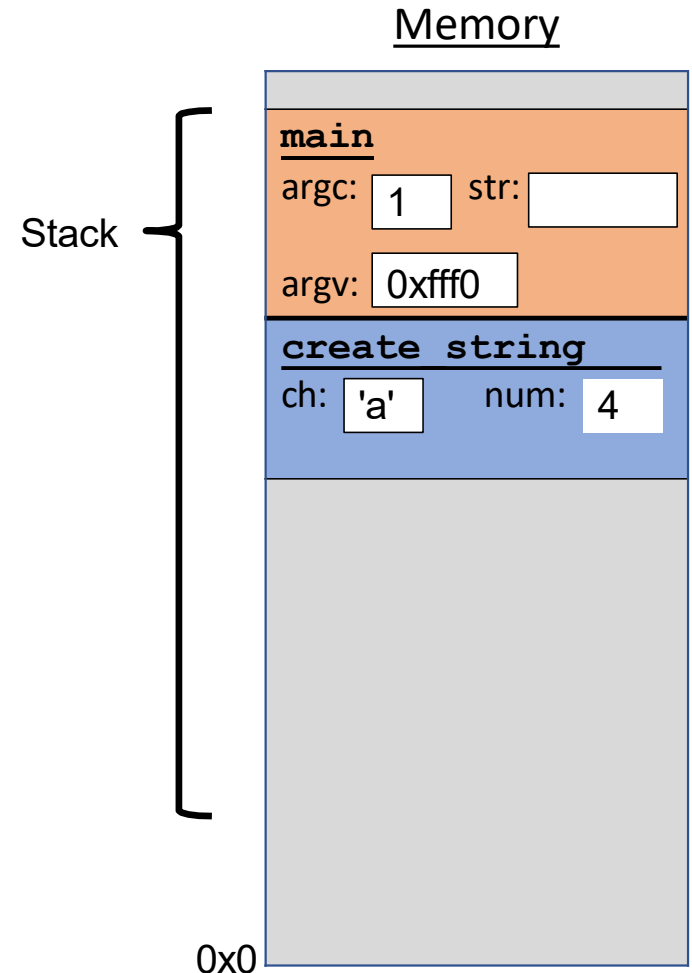 Memory
main
argc: 1 str:
Stack
argv: 0xfff0
create string
ch: 'a' num: 4
0x0